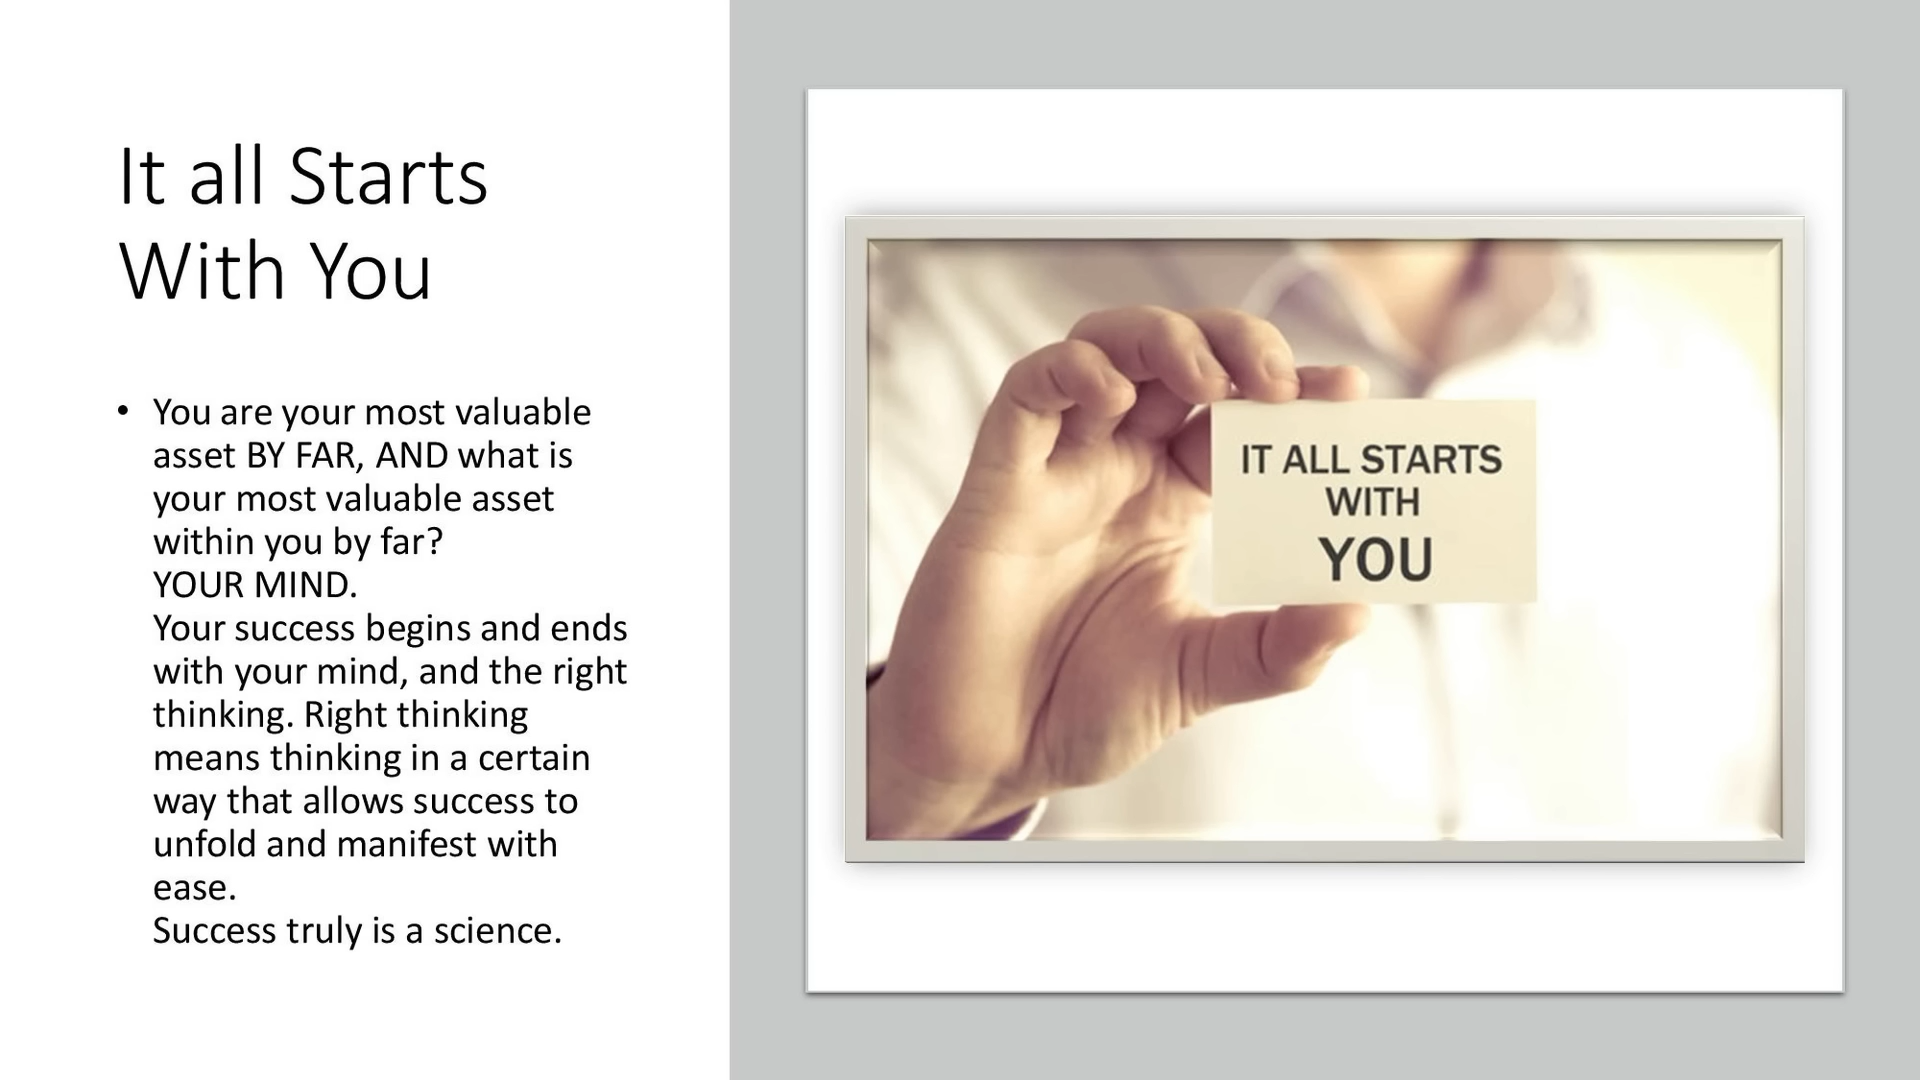 It all Starts
With You
• You are your most valuable
asset BY FAR, AND what is
your most valuable asset
within you by far?
YOUR MIND.
Your success begins and ends
with your mind, and the right
thinking. Right thinking
means thinking in a certain
way that allows success to
unfold and manifest with
ease.
Success truly is a science.
IT ALL STARTS
WITH
YOU